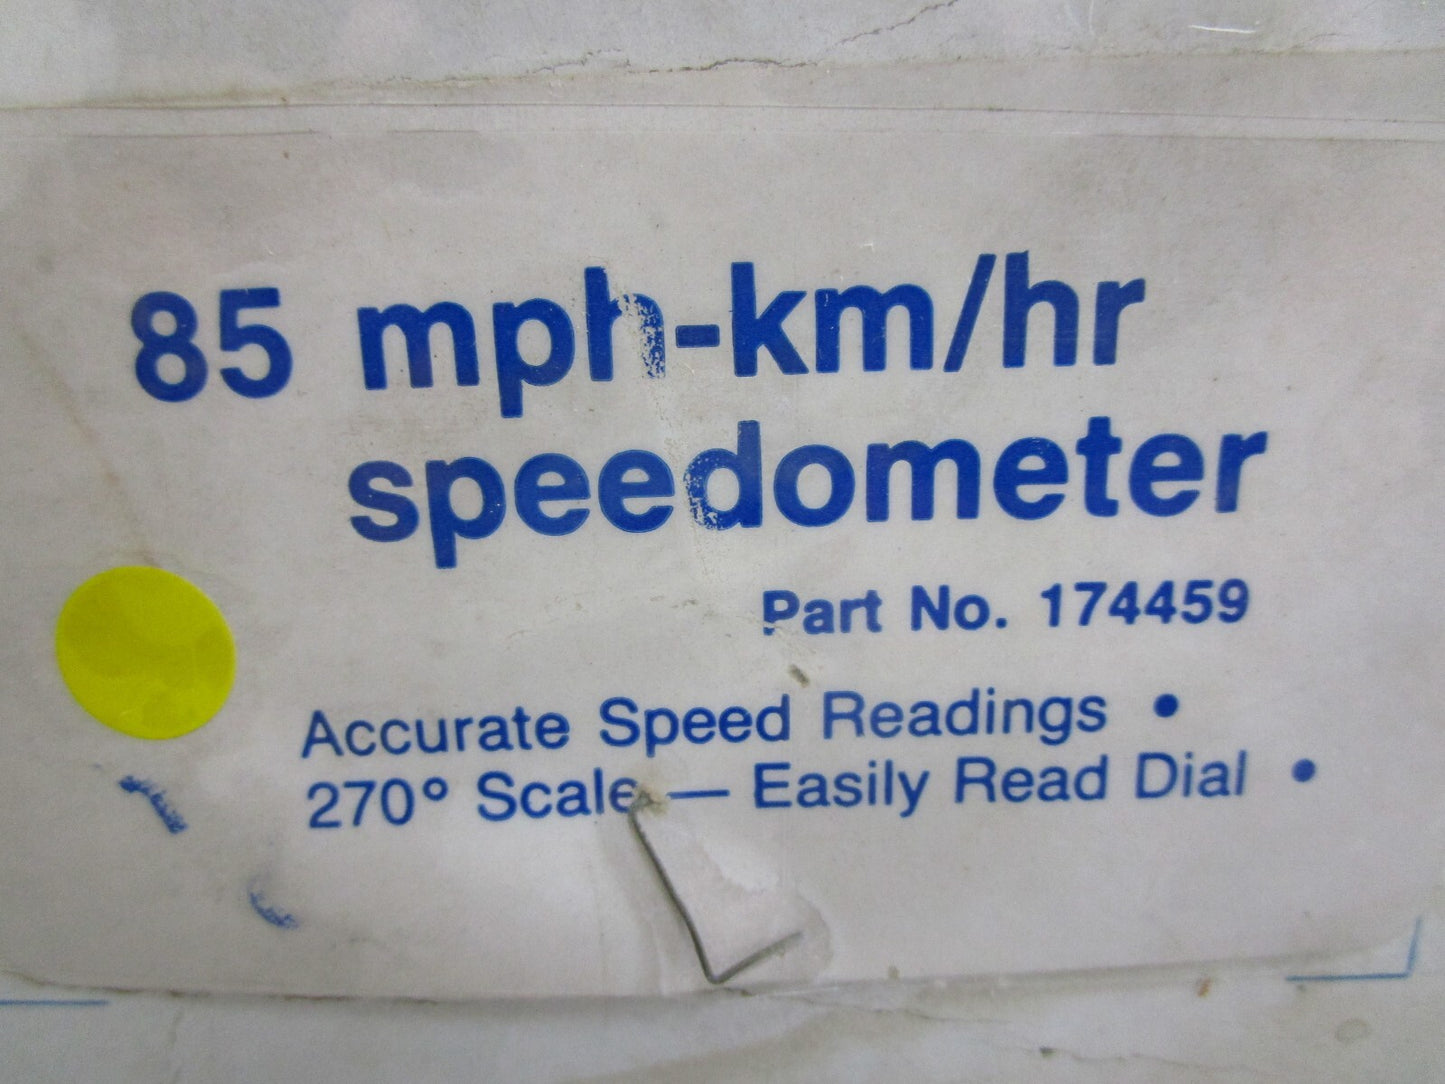 85 mph-km/hr
speedometer
Part No. 174459
Accurate Speed Readings •
270° Scale — Easily Read Dial •